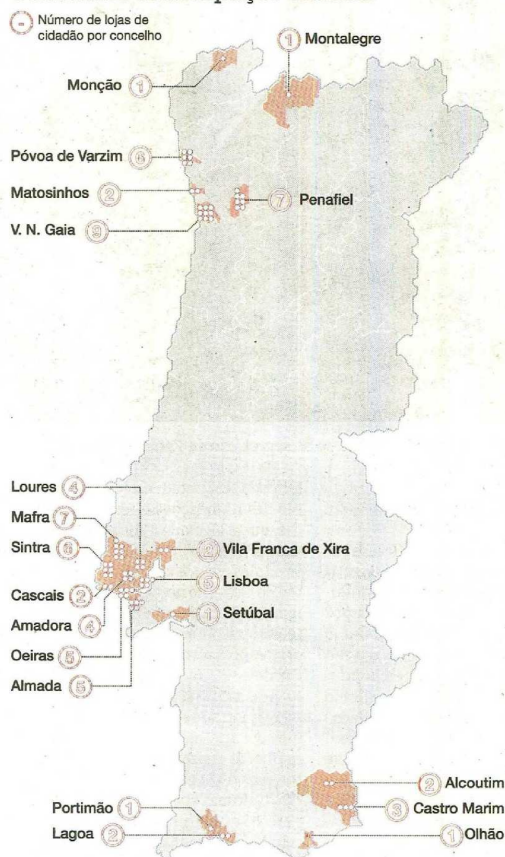 Número de lojas de
cidadão por concelho
1 Montalegre
Monção 1
Póvoa de Varzim 6
Matosinhos 2
7 Penafiel
V. N. Gaia 9
Loures 4
Mafra 7
Sintra 6
Vila Franca de Xira
Cascais 2
5 Lisboa
Amadora 4
1 Setúbal
Oeiras 5
Almada 5
2 Alcoutim
Portimão 1
3 Castro Marim
Lagoa 2
1 Olhão